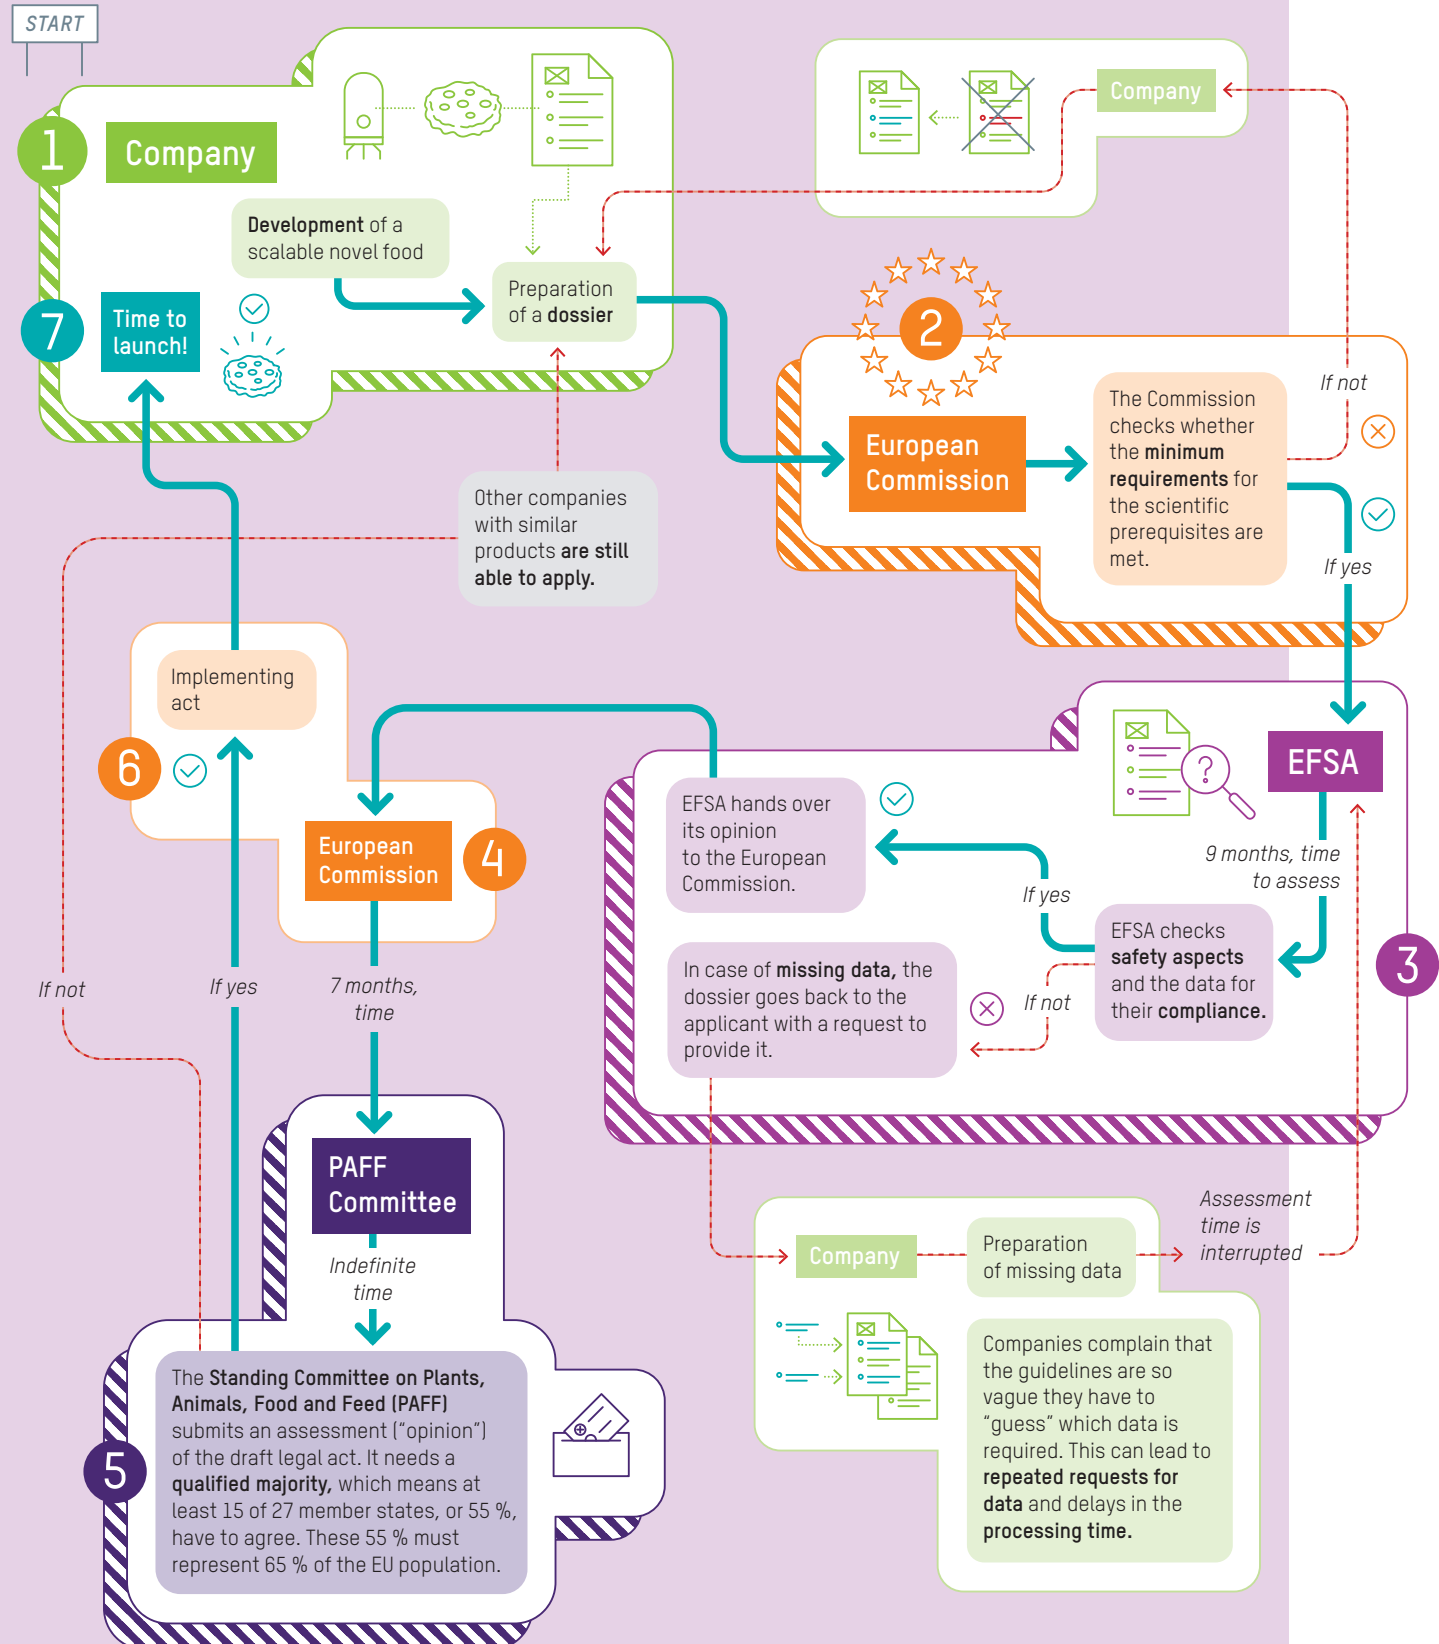 START
1
Company
Development of a
scalable novel food
Preparation
of a dossier
7
Time to
launch!
Company
2
European
Commission
The Commission
checks whether
the minimum
requirements for
the scientific
prerequisites are
met.
If not
If yes
Other companies
with similar
products are still
able to apply.
Implementing
act
6
European
Commission
4
EFSA
?
9 months, time
to assess
3
EFSA checks
safety aspects
and the data for
their compliance.
If yes
If not
EFSA hands over
its opinion
to the European
Commission.
In case of missing data, the
dossier goes back to the
applicant with a request to
provide it.
If not
If yes
7 months,
time
PAFF
Committee
Indefinite
time
5
The Standing Committee on Plants,
Animals, Food and Feed (PAFF)
submits an assessment (“opinion”)
of the draft legal act. It needs a
qualified majority, which means at
least 15 of 27 member states, or 55 %,
have to agree. These 55 % must
represent 65 % of the EU population.
Company
Preparation
of missing data
Assessment
time is
interrupted
Companies complain that
the guidelines are so
vague they have to
“guess” which data is
required. This can lead to
repeated requests for
data and delays in the
processing time.